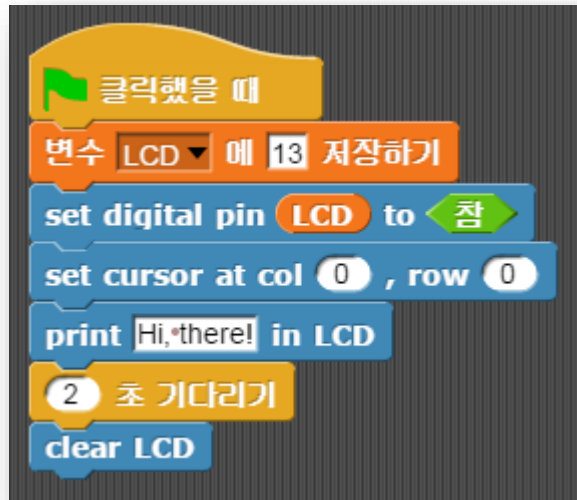 클릭했을 때
변수 LCD 에 13 저장하기
set digital pin LCD to 참
set cursor at col 0 , row 0
print Hi, there! in LCD
2 초 기다리기
clear LCD